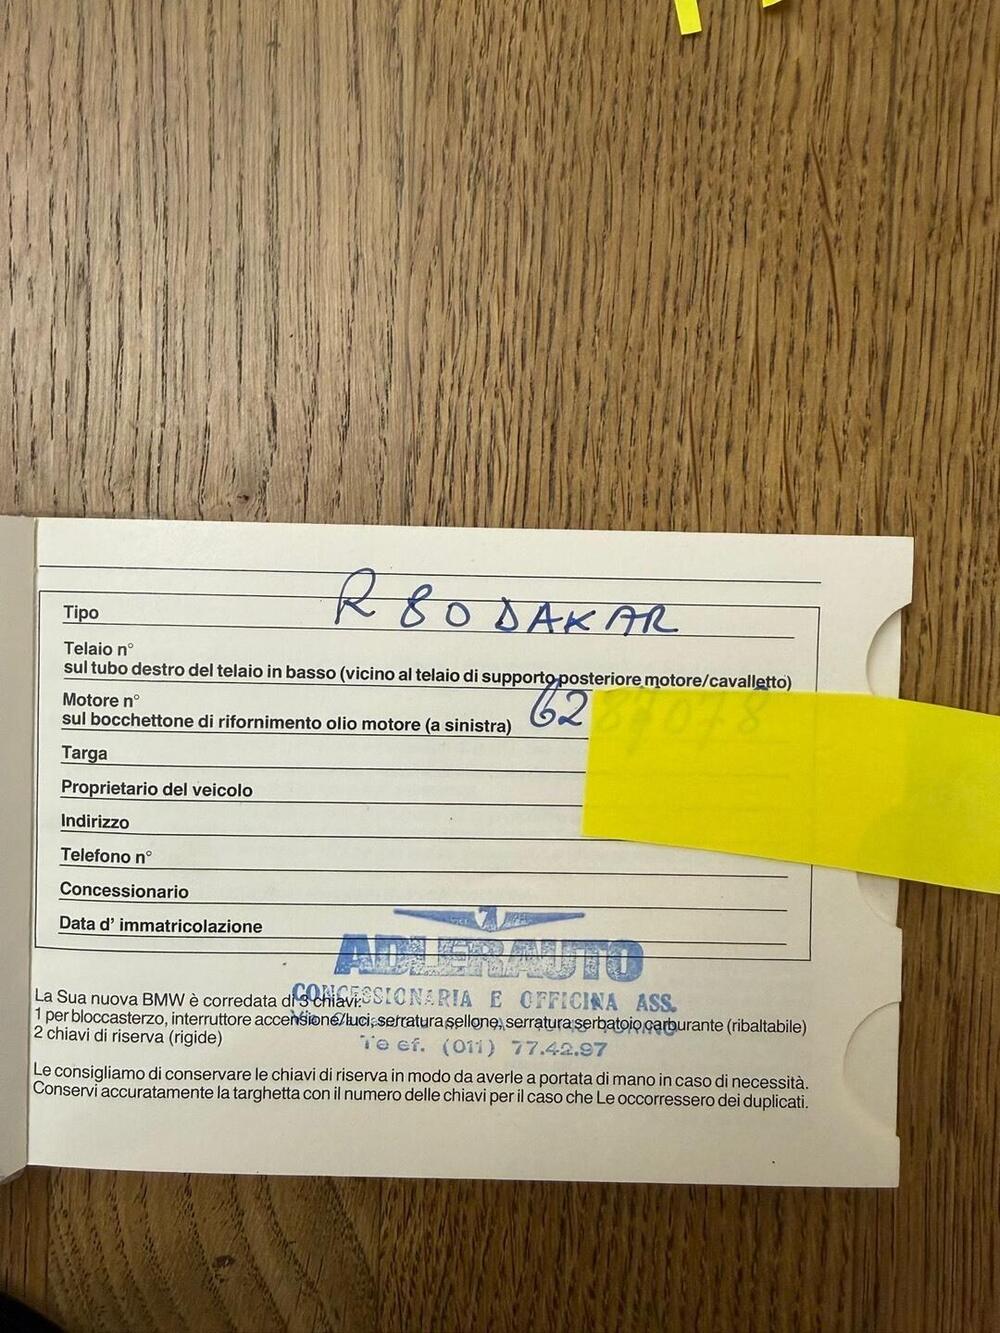 Tipo R 80 DAKAR
Telaio n°
sul tubo destro del telaio in basso (vicino al telaio di supporto posteriore motore/cavalletto)
Motore n°
sul bocchettone di rifornimento olio motore (a sinistra) 62
Targa
Proprietario del veicolo
Indirizzo
Telefono n°
Concessionario
Data d' immatricolazione
ADLERAUTO
CONCESSIONARIA E OFFICINA ASS.
TORINO
Telef. (011) 77.42.97
La Sua nuova BMW è corredata di 3 chiavi:
1 per bloccasterzo, interruttore accensione/luci, serratura sellone, serratura serbatoio carburante (ribaltabile)
2 chiavi di riserva (rigide)
Le consigliamo di conservare le chiavi di riserva in modo da averle a portata di mano in caso di necessità.
Conservi accuratamente la targhetta con il numero delle chiavi per il caso che Le occorressero dei duplicati.